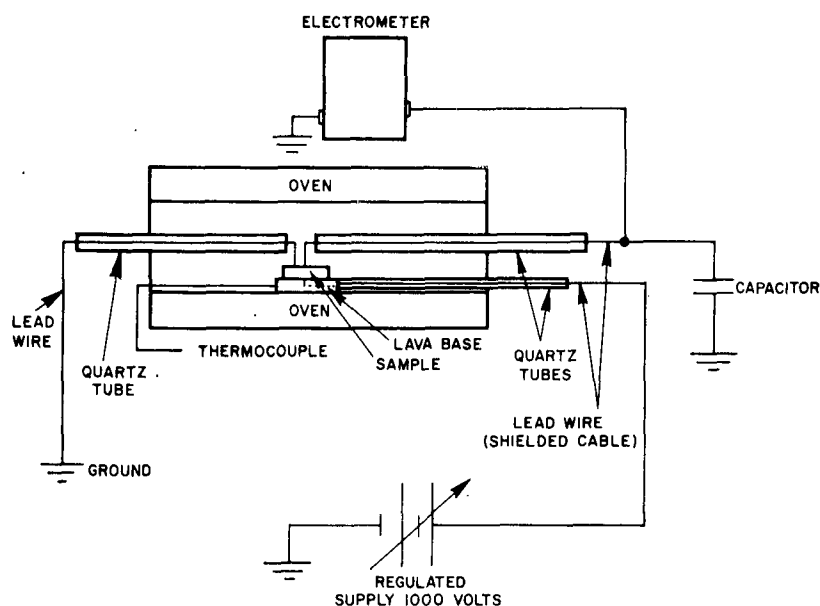 ELECTROMETER
OVEN
OVEN
LEAD
WIRE
THERMOCOUPLE
LAVA BASE
SAMPLE
QUARTZ
TUBE
QUARTZ
TUBES
CAPACITOR
LEAD WIRE
(SHIELDED CABLE)
GROUND
REGULATED
SUPPLY 1000 VOLTS